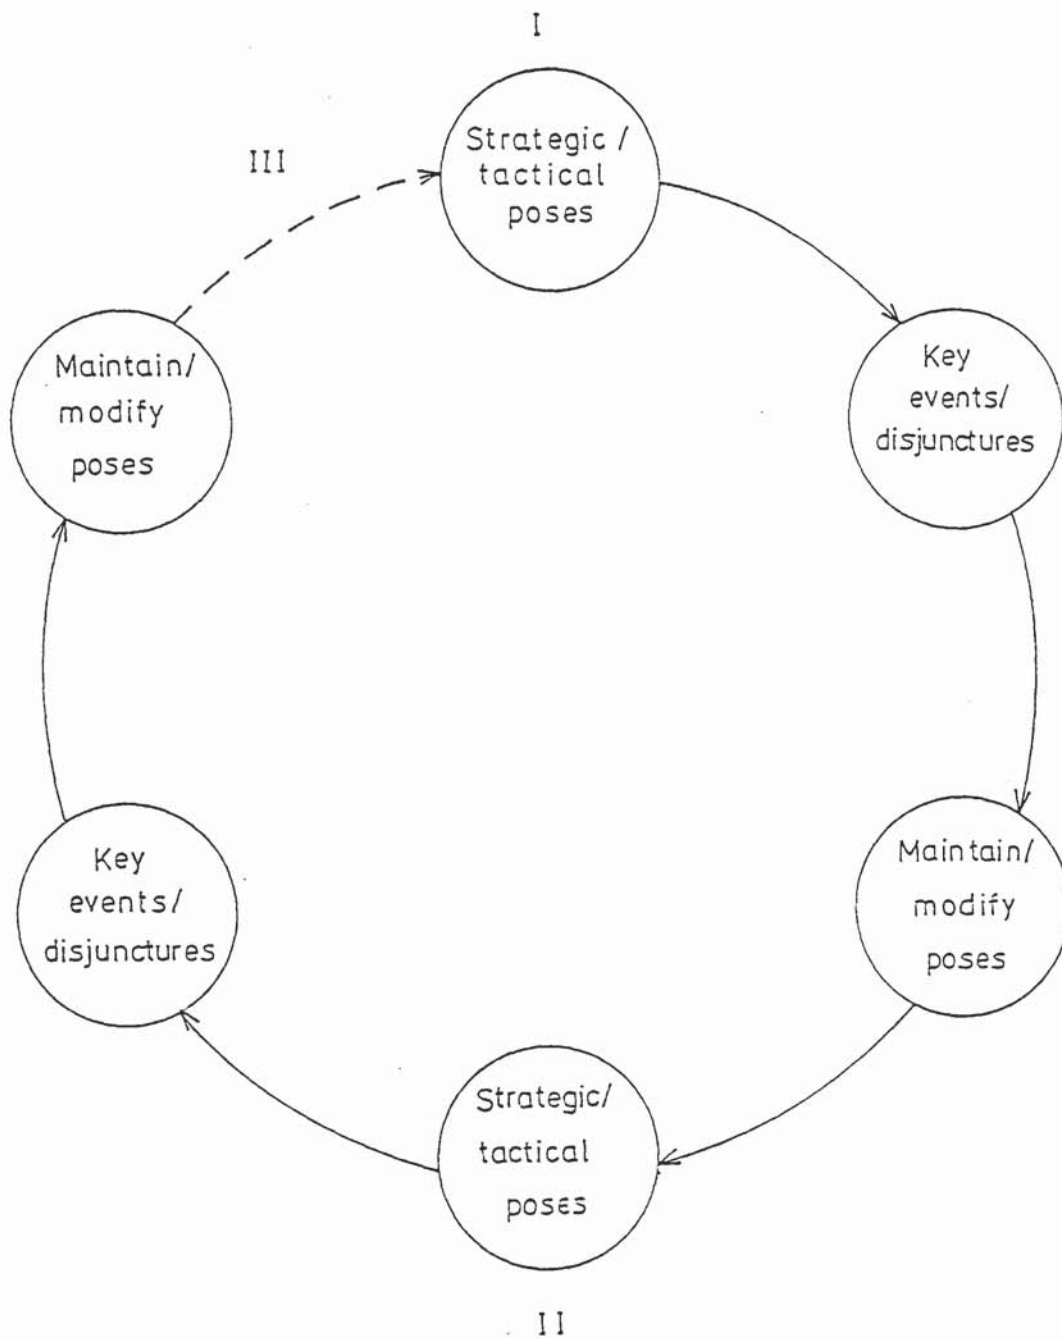 I
Strategic /
tactical
poses
III
Key
events/
disjunctures
Maintain/
modify
poses
Maintain/
modify
poses
Key
events/
disjunctures
Strategic/
tactical
poses
II